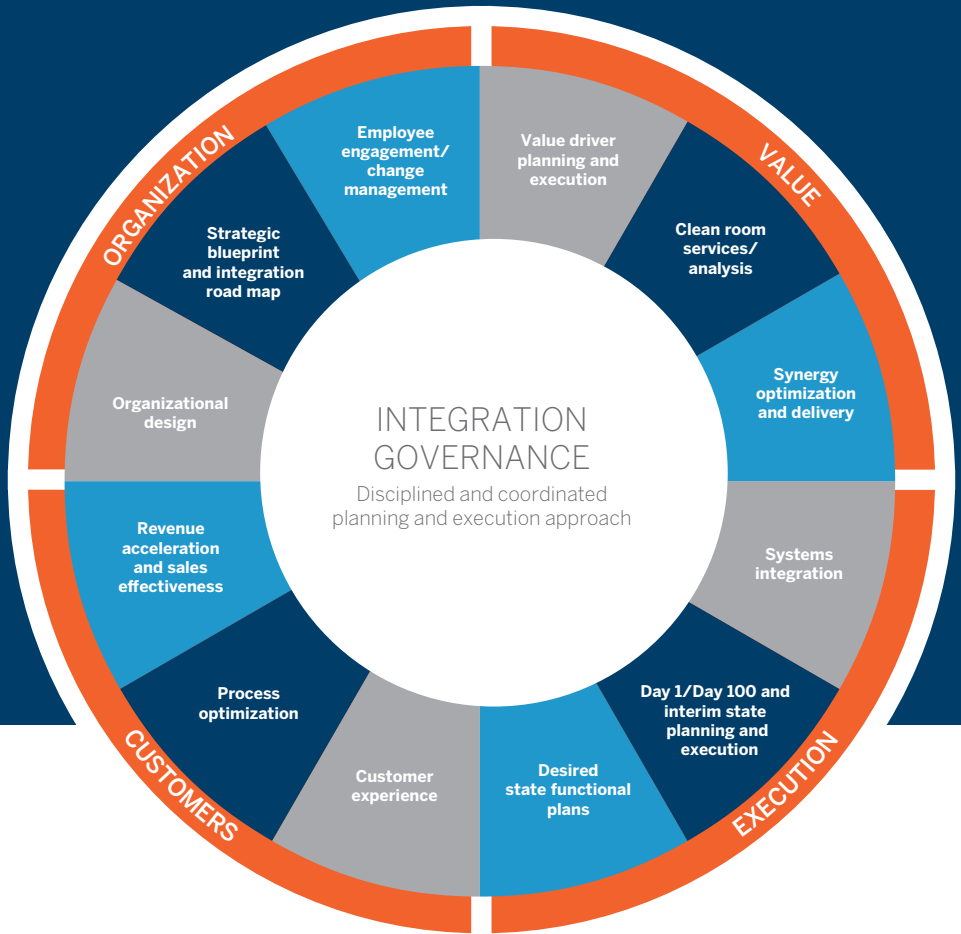 ORGANIZATION
VALUE
Employee
engagement/
change
management
Value driver
planning and
execution
Strategic
blueprint
and integration
road map
Clean room
services/
analysis
Organizational
design
Synergy
optimization
and delivery
INTEGRATION
GOVERNANCE
Disciplined and coordinated
planning and execution approach
Revenue
acceleration
and sales
effectiveness
Systems
integration
Process
optimization
Day 1/Day 100 and
interim state
planning and
execution
Customer
experience
Desired
state functional
plans
CUSTOMERS
EXECUTION